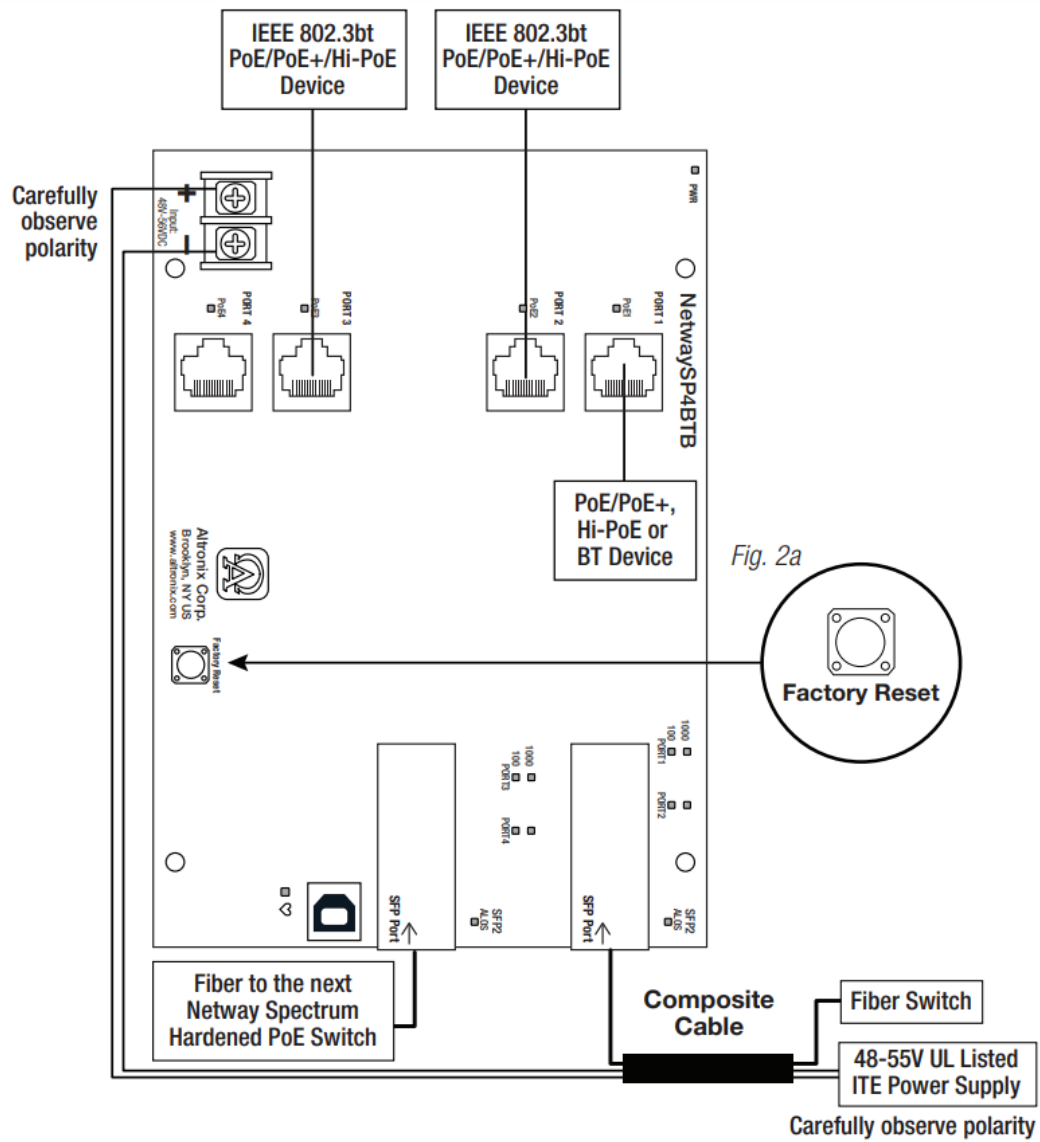 IEEE 802.3bt
PoE/PoE+/Hi-PoE
Device
IEEE 802.3bt
PoE/PoE+/Hi-PoE
Device
Carefully
observe
polarity
+
–
Input:
48V-56VDC
PWR
PORT 4
PoE4
PORT 3
PoE3
PORT 2
PoE2
PORT 1
PoE1
NetwaySP4BTB
PoE/PoE+,
Hi-PoE or
BT Device
Altronix Corp.
Brooklyn, NY US
www.altronix.com
Factory Reset
Fig. 2a
Factory Reset
1000
100
PORT3
PORT4
1000
100
PORT1
PORT2
SFP Port
SFP2
ALOS
SFP Port
SFP2
ALOS
Fiber to the next
Netway Spectrum
Hardened PoE Switch
Composite
Cable
Fiber Switch
48-55V UL Listed
ITE Power Supply
Carefully observe polarity